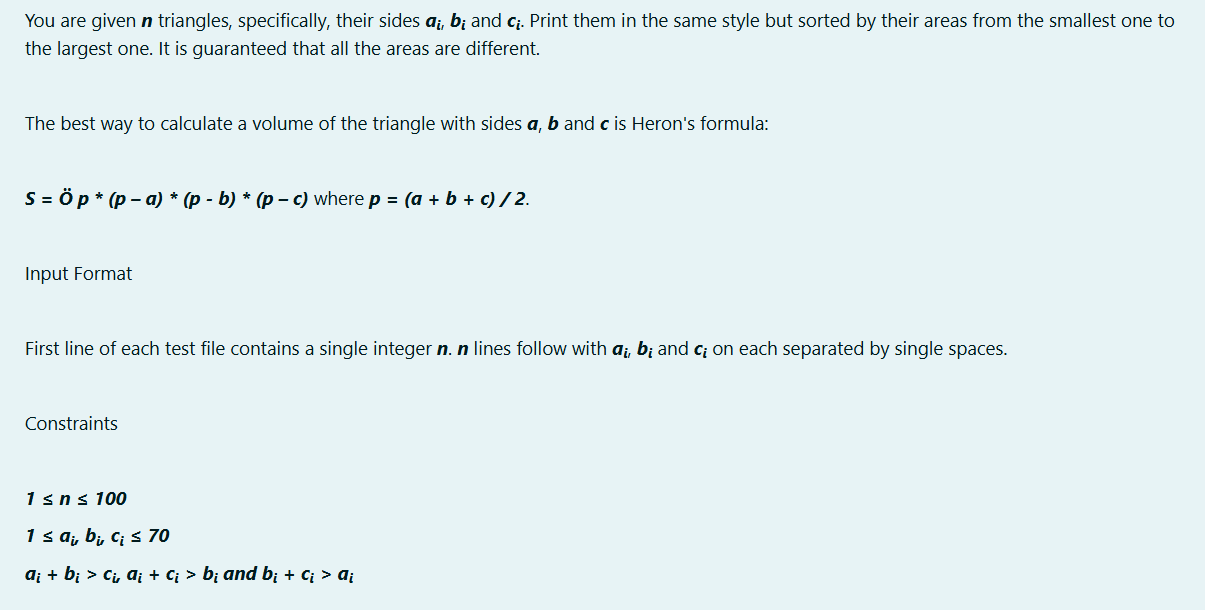 You are given n triangles, specifically, their sides aᵢ, bᵢ and cᵢ. Print them in the same style but sorted by their areas from the smallest one to
the largest one. It is guaranteed that all the areas are different.
The best way to calculate a volume of the triangle with sides a, b and c is Heron's formula:
S = Ö p * (p – a) * (p - b) * (p – c) where p = (a + b + c) / 2.
Input Format
First line of each test file contains a single integer n. n lines follow with aᵢ, bᵢ and cᵢ on each separated by single spaces.
Constraints
1 ≤ n ≤ 100
1 ≤ aᵢ, bᵢ, cᵢ ≤ 70
aᵢ + bᵢ > cᵢ, aᵢ + cᵢ > bᵢ and bᵢ + cᵢ > aᵢ